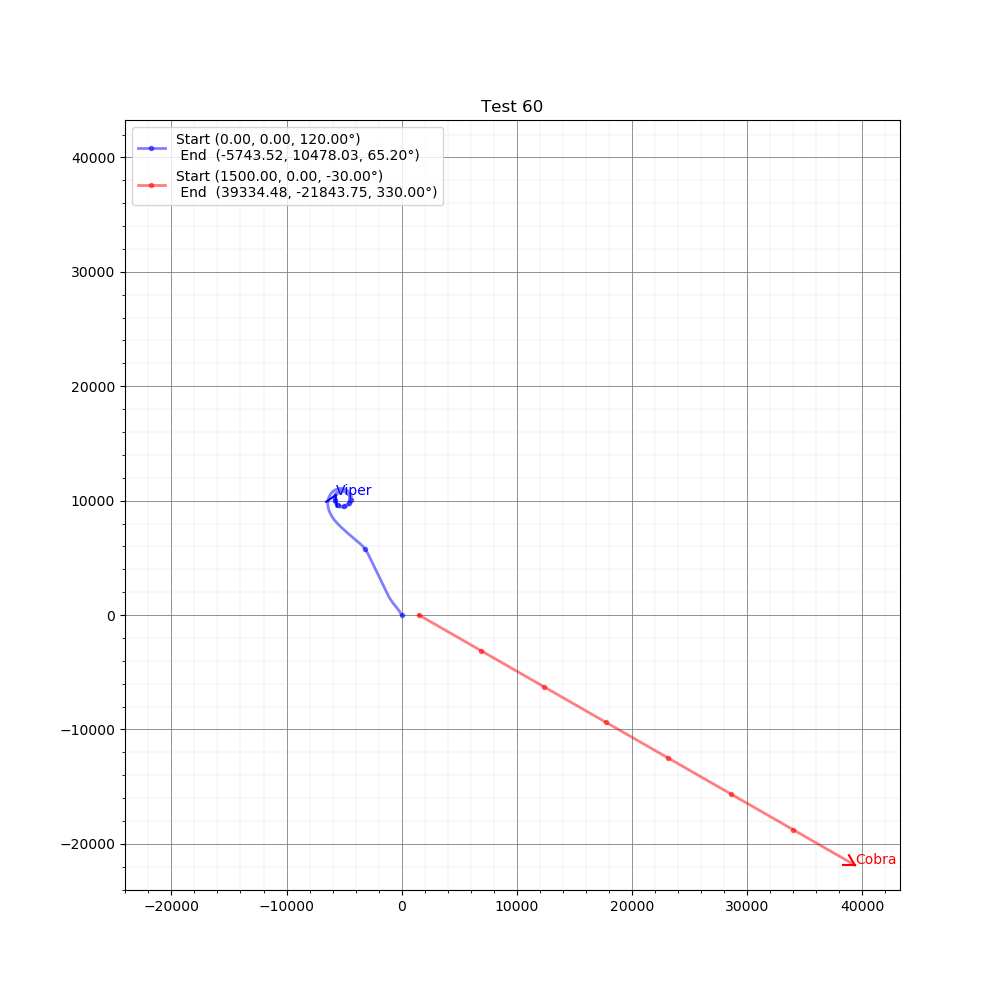 Test 60
Start (0.00, 0.00, 120.00°)
End (-5743.52, 10478.03, 65.20°)
Start (1500.00, 0.00, -30.00°)
End (39334.48, -21843.75, 330.00°)
40000
30000
20000
10000
0
−10000
−20000
Viper
Cobra
−20000 −10000 0 10000 20000 30000 40000